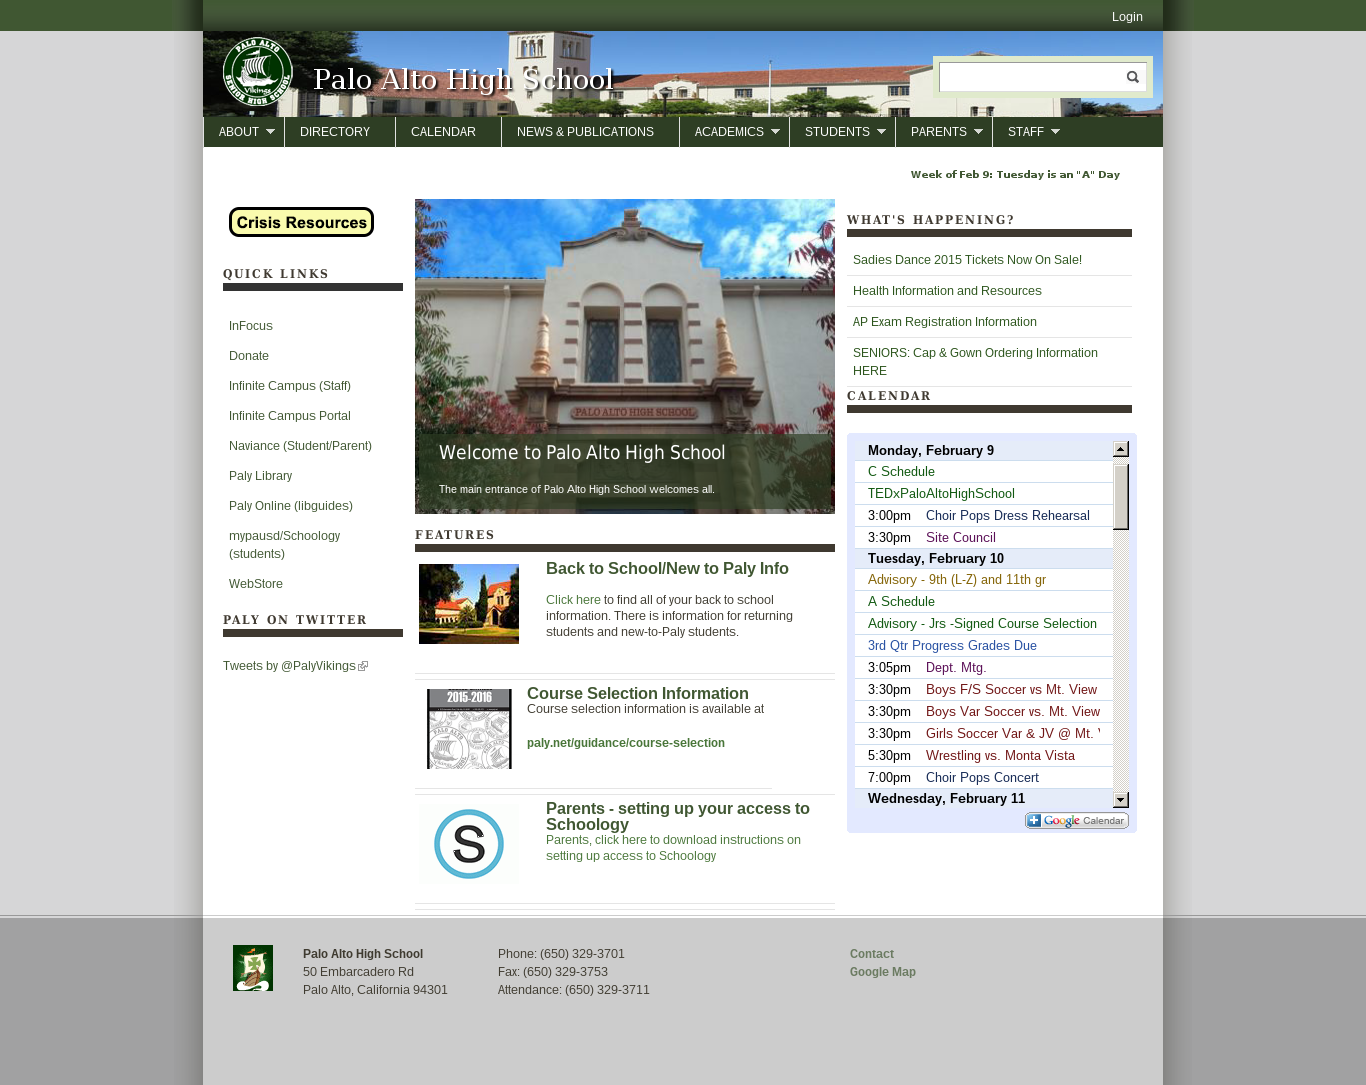 Login
PALO ALTO
Vikings
SENIOR HIGH SCHOOL
Palo Alto High School
ABOUT
DIRECTORY
CALENDAR
NEWS & PUBLICATIONS
ACADEMICS
STUDENTS
PARENTS
STAFF
Week of Feb 9: Tuesday is an "A" Day
Crisis Resources
QUICK LINKS
InFocus
Donate
Infinite Campus (Staff)
Infinite Campus Portal
Naviance (Student/Parent)
Paly Library
Paly Online (libguides)
mypausd/Schoology
(students)
WebStore
PALY ON TWITTER
Tweets by @PalyVikings
PALO ALTO HIGH SCHOOL
Welcome to Palo Alto High School
The main entrance of Palo Alto High School welcomes all.
FEATURES
Back to School/New to Paly Info
Click here to find all of your back to school
information. There is information for returning
students and new-to-Paly students.
2015-2016
Course Selection Information
Course selection information is available at
paly.net/guidance/course-selection
S
Parents - setting up your access to
Schoology
Parents, click here to download instructions on
setting up access to Schoology
WHAT'S HAPPENING?
Sadies Dance 2015 Tickets Now On Sale!
Health Information and Resources
AP Exam Registration Information
SENIORS: Cap & Gown Ordering Information
HERE
CALENDAR
Monday, February 9
C Schedule
TEDxPaloAltoHighSchool
3:00pm Choir Pops Dress Rehearsal
3:30pm Site Council
Tuesday, February 10
Advisory - 9th (L-Z) and 11th gr
A Schedule
Advisory - Jrs -Signed Course Selection
3rd Qtr Progress Grades Due
3:05pm Dept. Mtg.
3:30pm Boys F/S Soccer vs Mt. View
3:30pm Boys Var Soccer vs. Mt. View
3:30pm Girls Soccer Var & JV @ Mt.
5:30pm Wrestling vs. Monta Vista
7:00pm Choir Pops Concert
Wednesday, February 11
Google Calendar
Palo Alto High School
50 Embarcadero Rd
Palo Alto, California 94301
Phone: (650) 329-3701
Fax: (650) 329-3753
Attendance: (650) 329-3711
Contact
Google Map